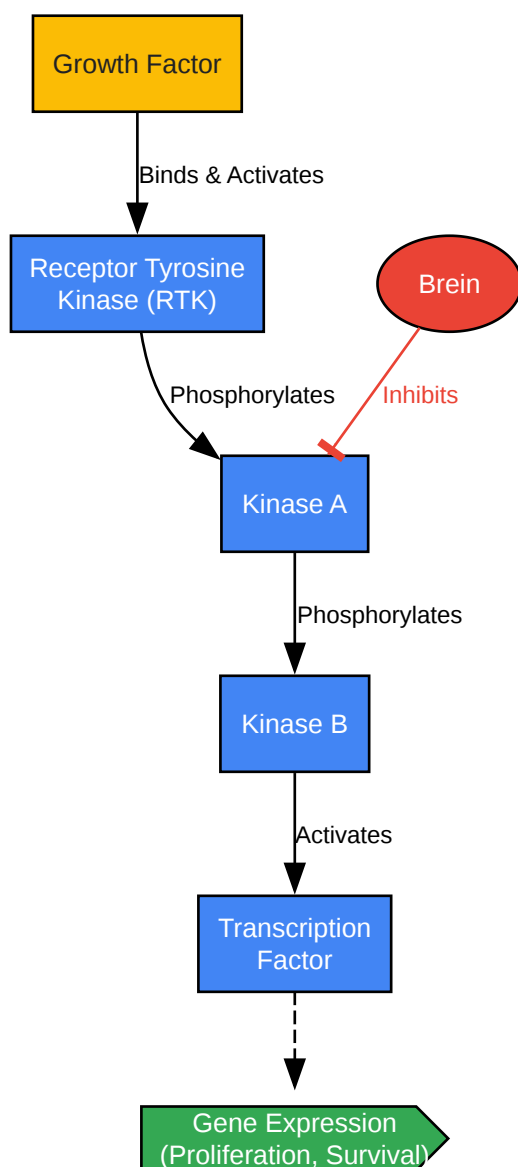 Growth Factor
Binds & Activates
Receptor Tyrosine
Kinase (RTK)
Brein
Phosphorylates
Inhibits
Kinase A
Phosphorylates
Kinase B
Activates
Transcription
Factor
Gene Expression
(Proliferation, Survival)